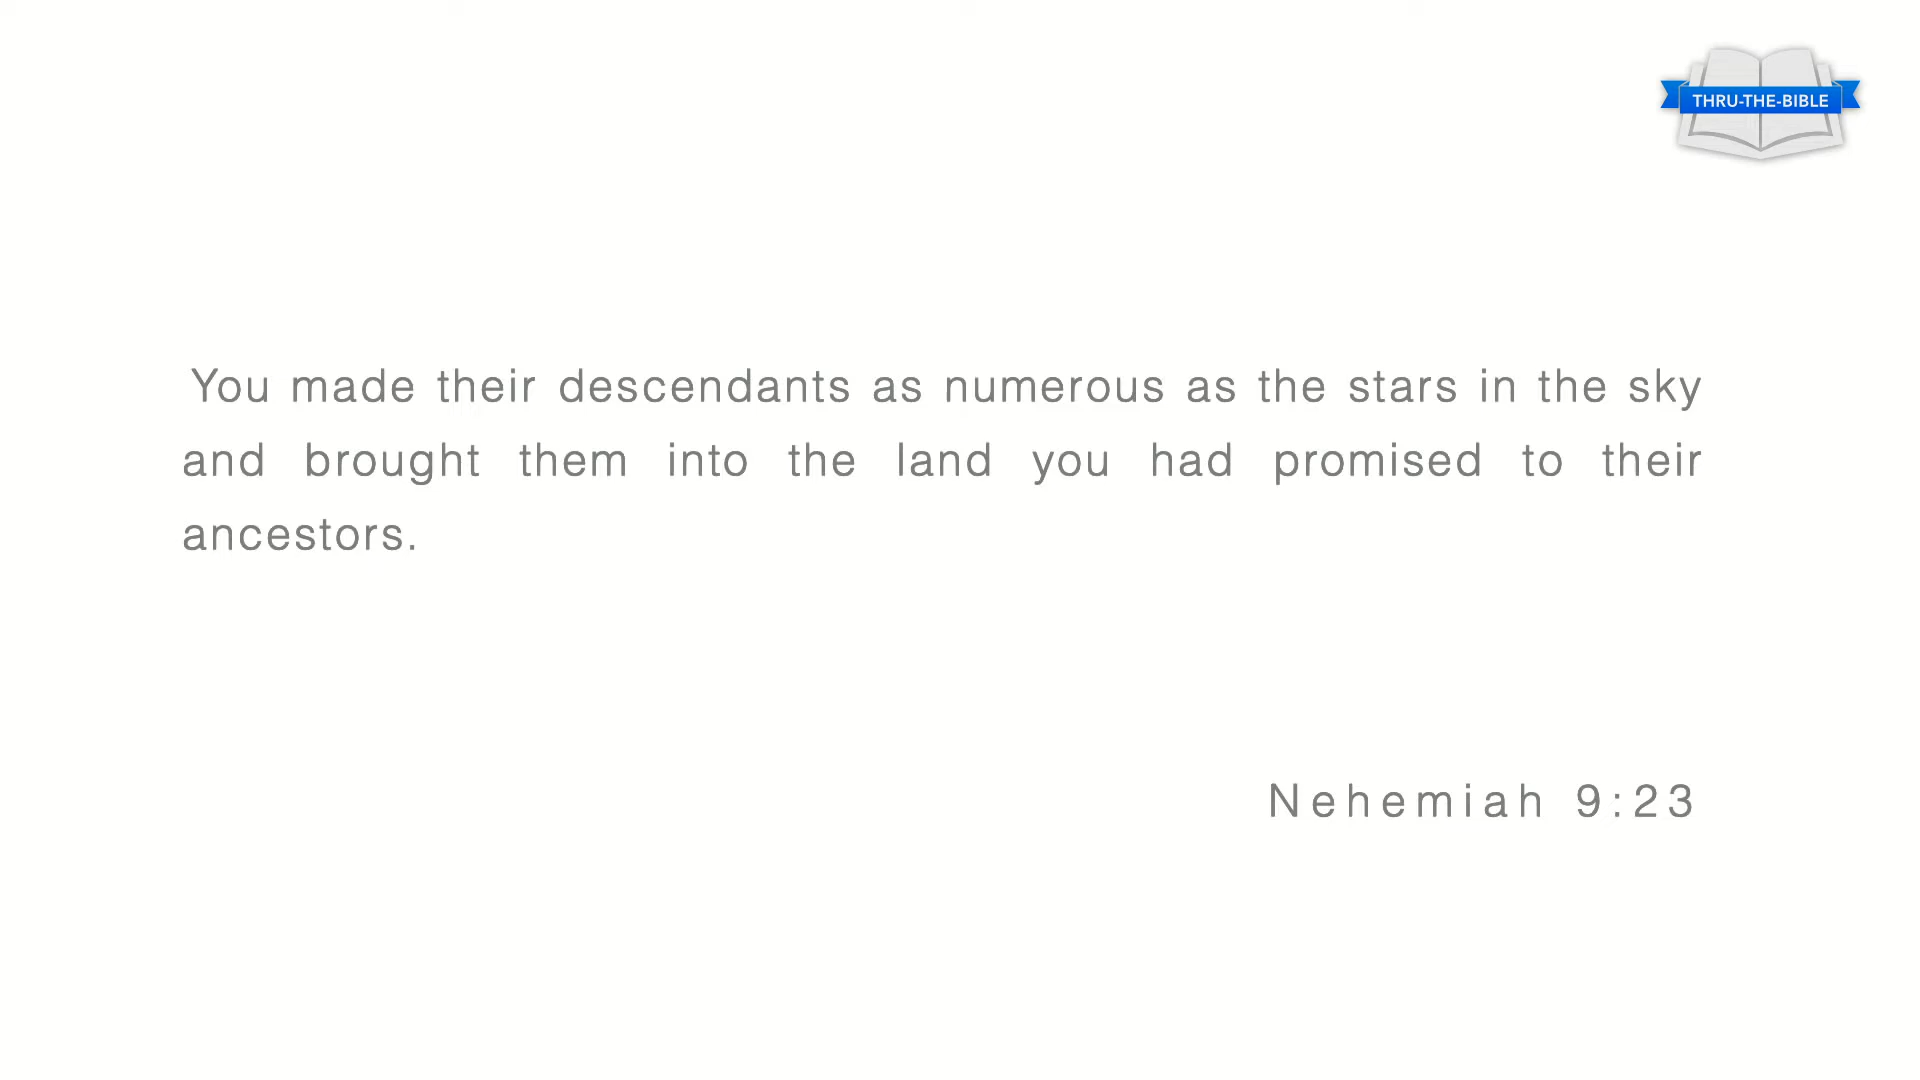 THRU-THE-BIBLE
You made their descendants as numerous as the stars in the sky
and brought them into the land you had promised to their
ancestors.
Nehemiah 9:23